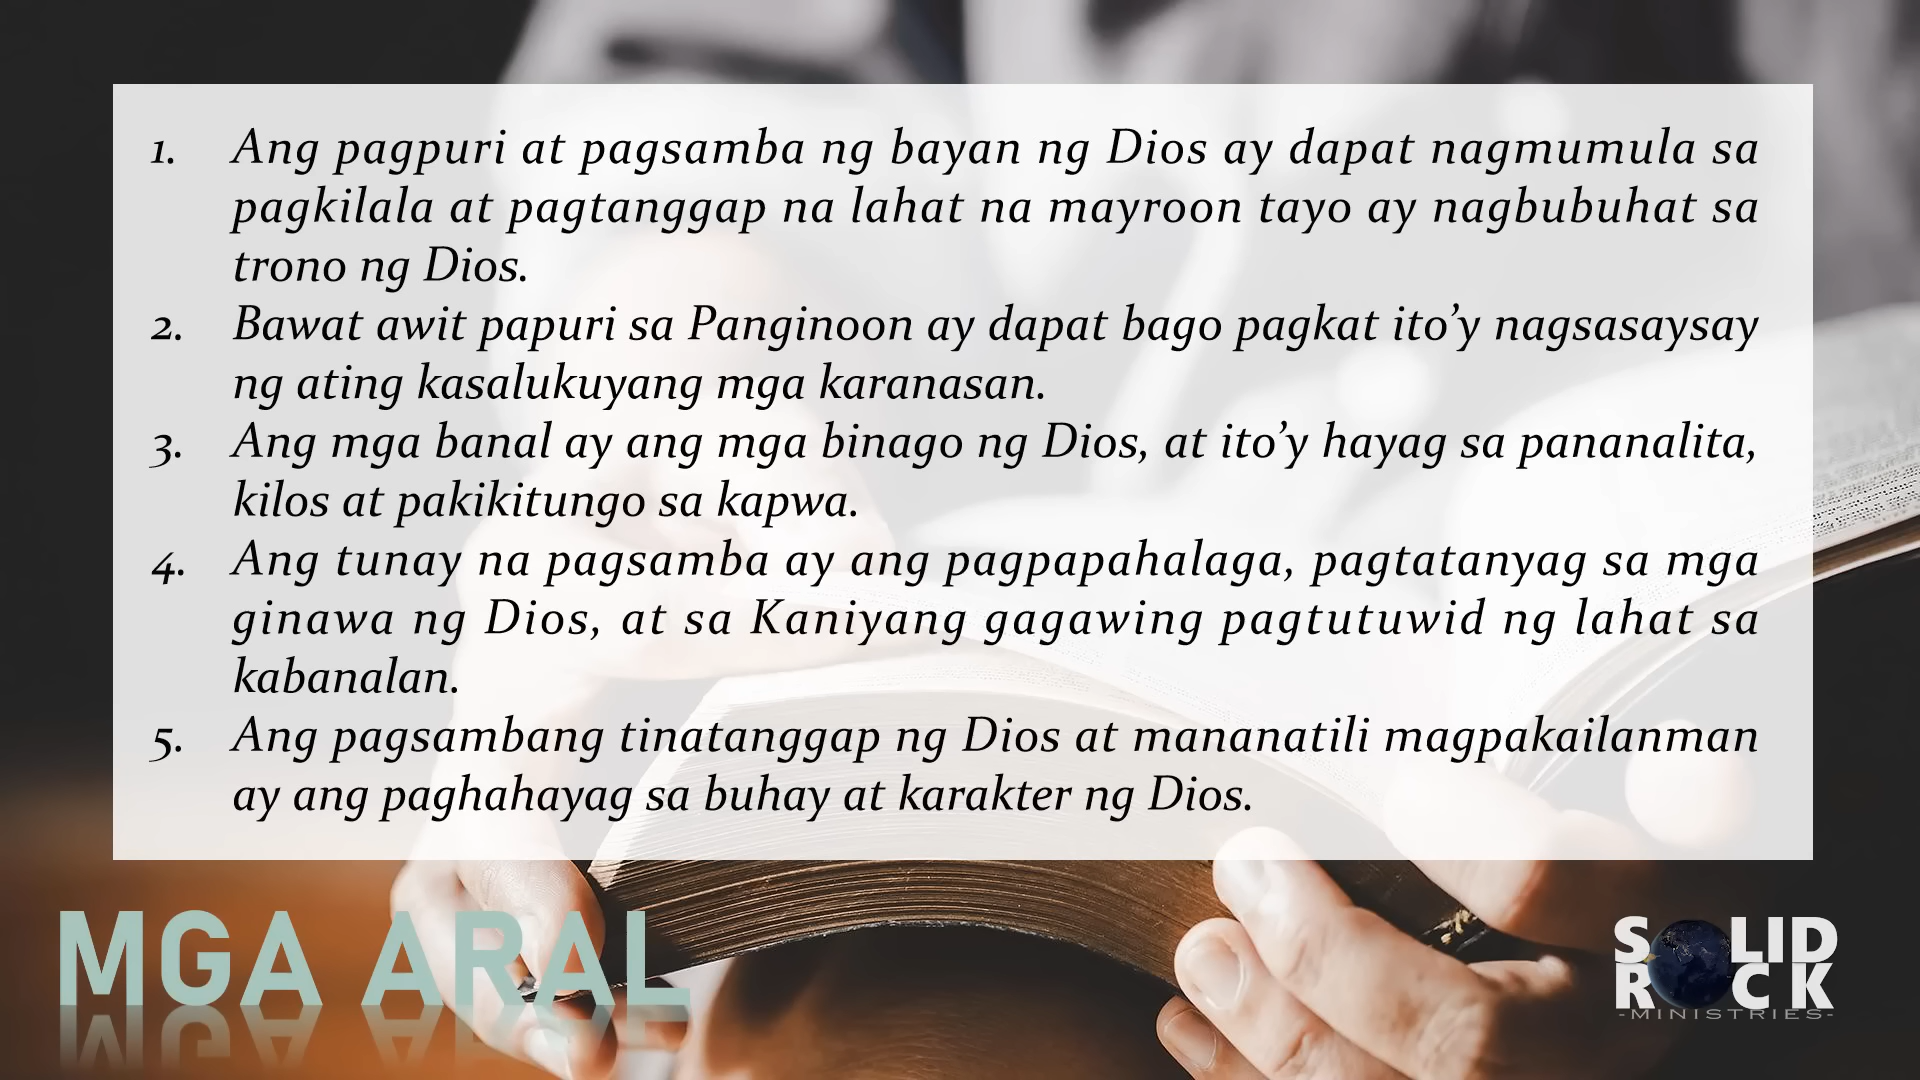 1. Ang pagpuri at pagsamba ng bayan ng Dios ay dapat nagmumula sa
pagkilala at pagtanggap na lahat na mayroon tayo ay nagbubuhat sa
trono ng Dios.
2. Bawat awit papuri sa Panginoon ay dapat bago pagkat ito’y nagsasaysay
ng ating kasalukuyang mga karanasan.
3. Ang mga banal ay ang mga binago ng Dios, at ito’y hayag sa pananalita,
kilos at pakikitungo sa kapwa.
4. Ang tunay na pagsamba ay ang pagpapahalaga, pagtatanyag sa mga
ginawa ng Dios, at sa Kaniyang gagawing pagtutuwid ng lahat sa
kabanalan.
5. Ang pagsambang tinatanggap ng Dios at mananatili magpakailanman
ay ang paghahayag sa buhay at karakter ng Dios.
MGA ARAL
SOLID
ROCK
-MINISTRIES-